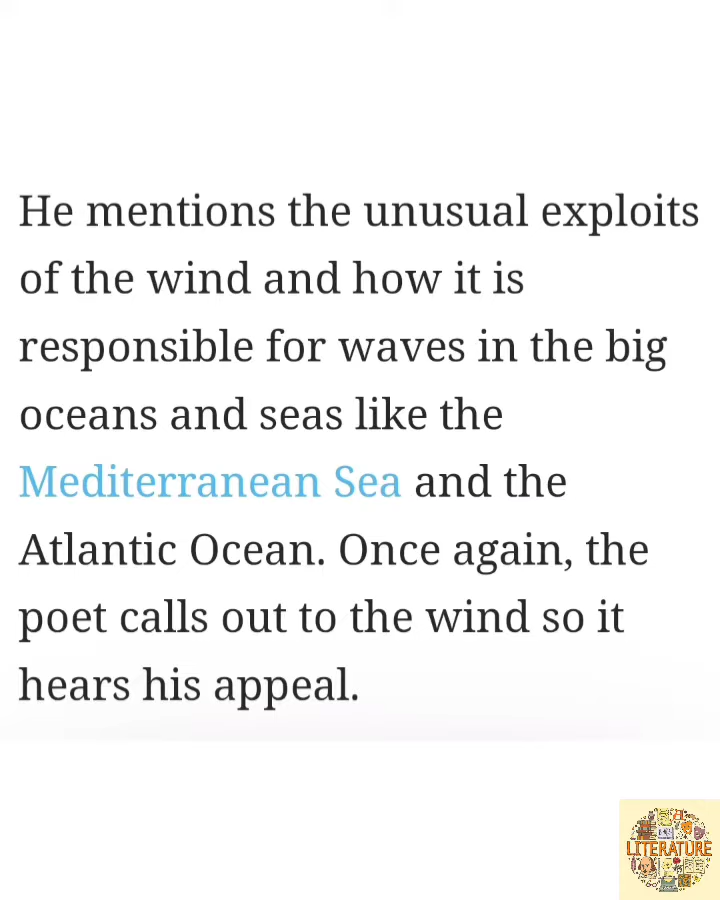 He mentions the unusual exploits
of the wind and how it is
responsible for waves in the big
oceans and seas like the
Mediterranean Sea and the
Atlantic Ocean. Once again, the
poet calls out to the wind so it
hears his appeal.
LITERATURE